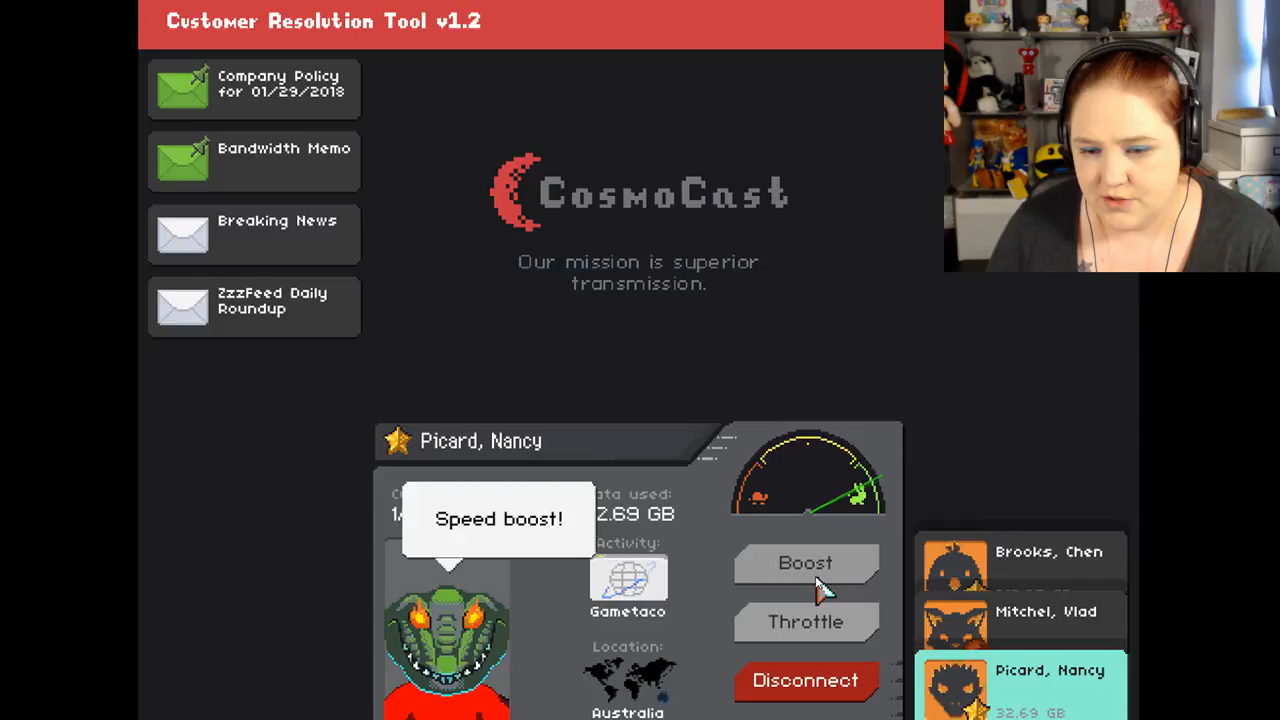 Customer Resolution Tool v1.2
Company Policy
for 01/29/2018
Bandwidth Memo
Breaking News
ZzzFeed Daily
Roundup
CosmoCast
Our mission is superior
transmission.
Picard, Nancy
Speed boost!
ata used:
2.69 GB
Activity:
Gametaco
Location:
Australia
Boost
Throttle
Disconnect
Brooks, Chen
Mitchel, Vlad
Picard, Nancy
32.69 GB